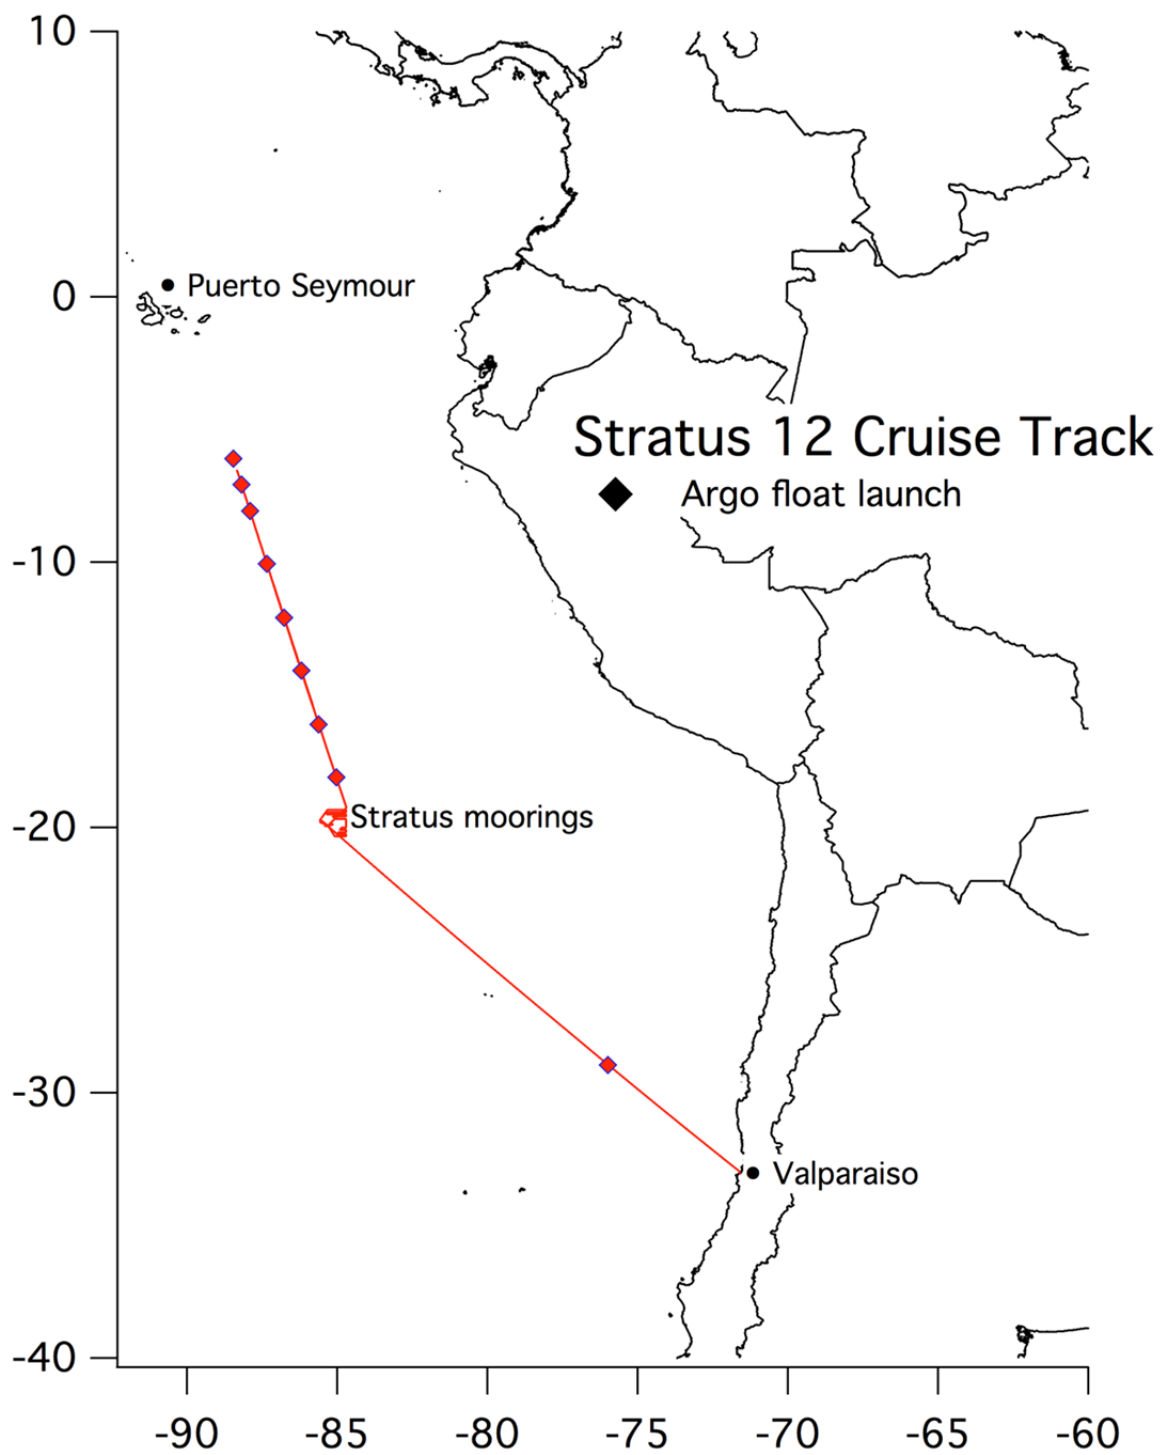 10
Puerto Seymour
0
Stratus 12 Cruise Track
Argo float launch
-10
Stratus moorings
-20
-30
Valparaiso
-40
-90 -85 -80 -75 -70 -65 -60